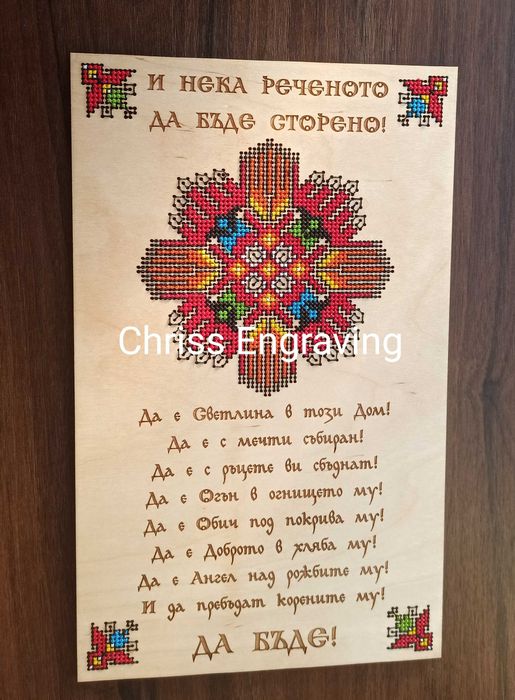 И НЕКА РЕЧЕНОТО
ДА БЪДЕ СТОРЕНО!
Chriss Engraving
Да е Светлина в този Дом!
Да е с мечти събиран!
Да е с ръцете ви сбъднат!
Да е Огън в огнището му!
Да е Обич под покрива му!
Да е Доброто в хляба му!
Да е Ангел над рожбите му!
И да пребъдат корените му!
ДА БЪДЕ!